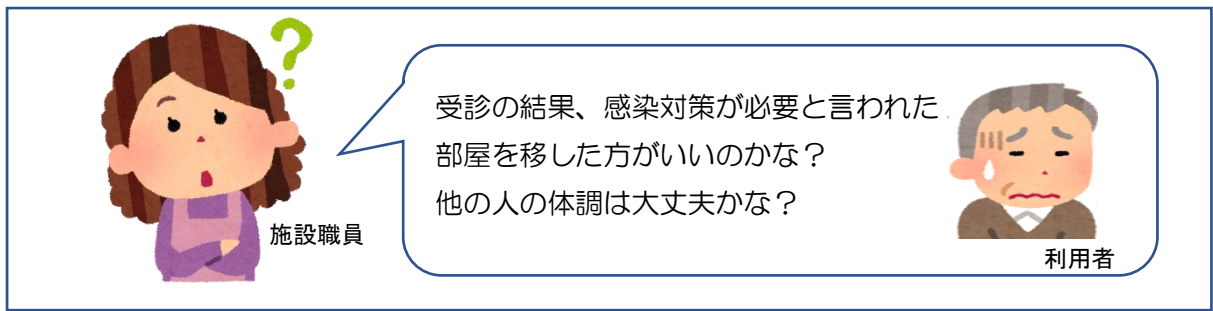 受診の結果、感染対策が必要と言われた
部屋を移した方がいいのかな？
他の人の体調は大丈夫かな？
施設職員
利用者